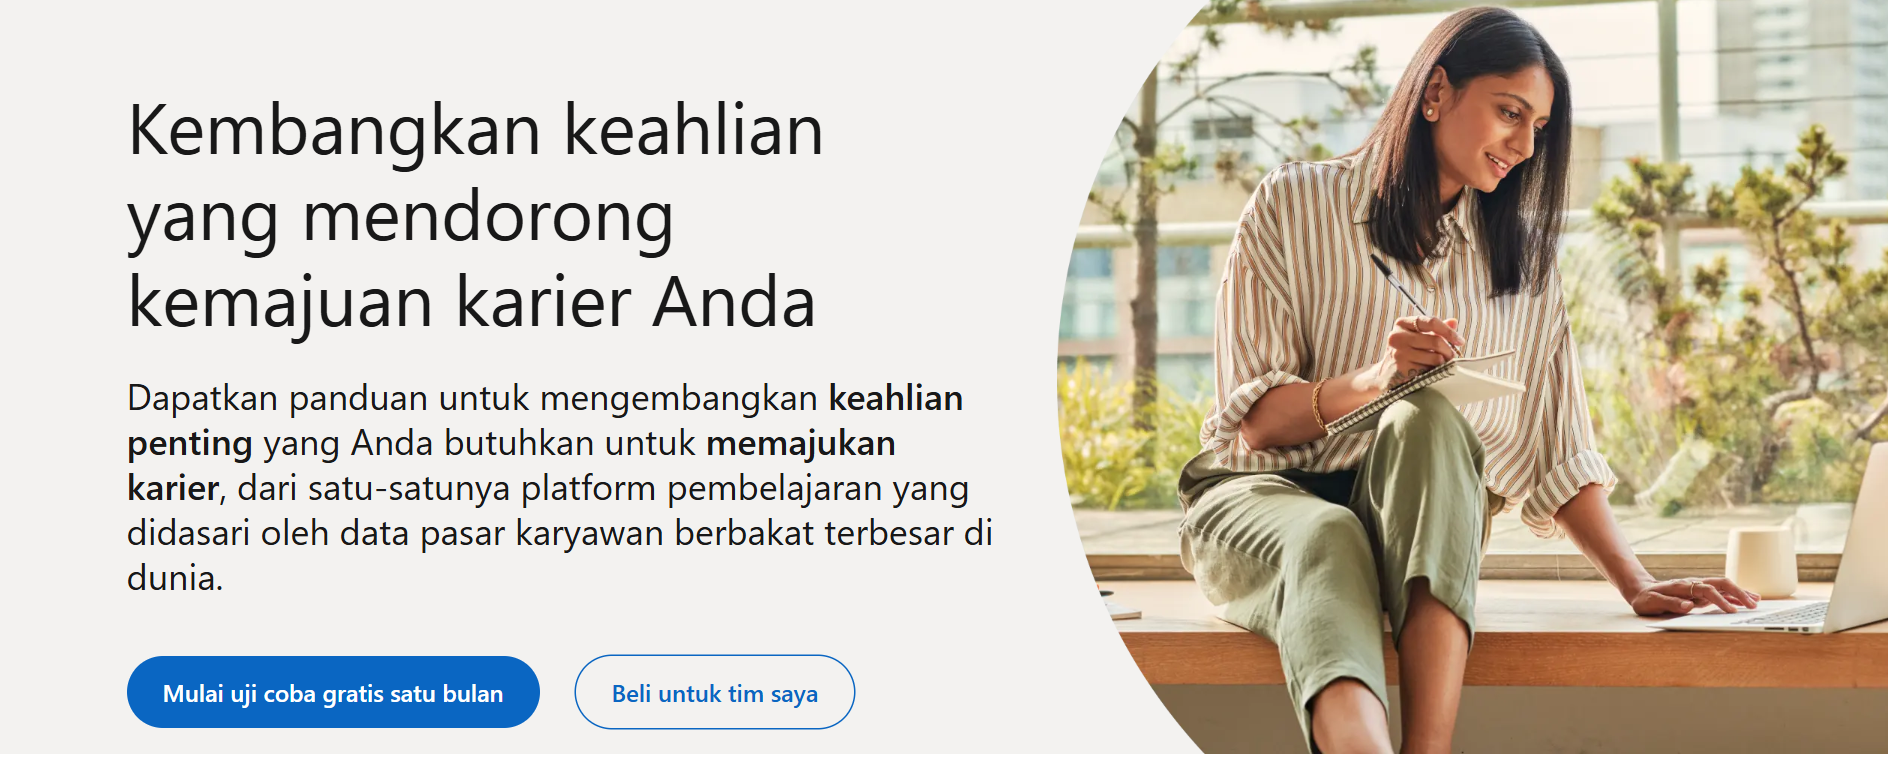 Kembangkan keahlian
yang mendorong
kemajuan karier Anda
Dapatkan panduan untuk mengembangkan keahlian
penting yang Anda butuhkan untuk memajukan
karier, dari satu-satunya platform pembelajaran yang
didasari oleh data pasar karyawan berbakat terbesar di
dunia.
Mulai uji coba gratis satu bulan
Beli untuk tim saya